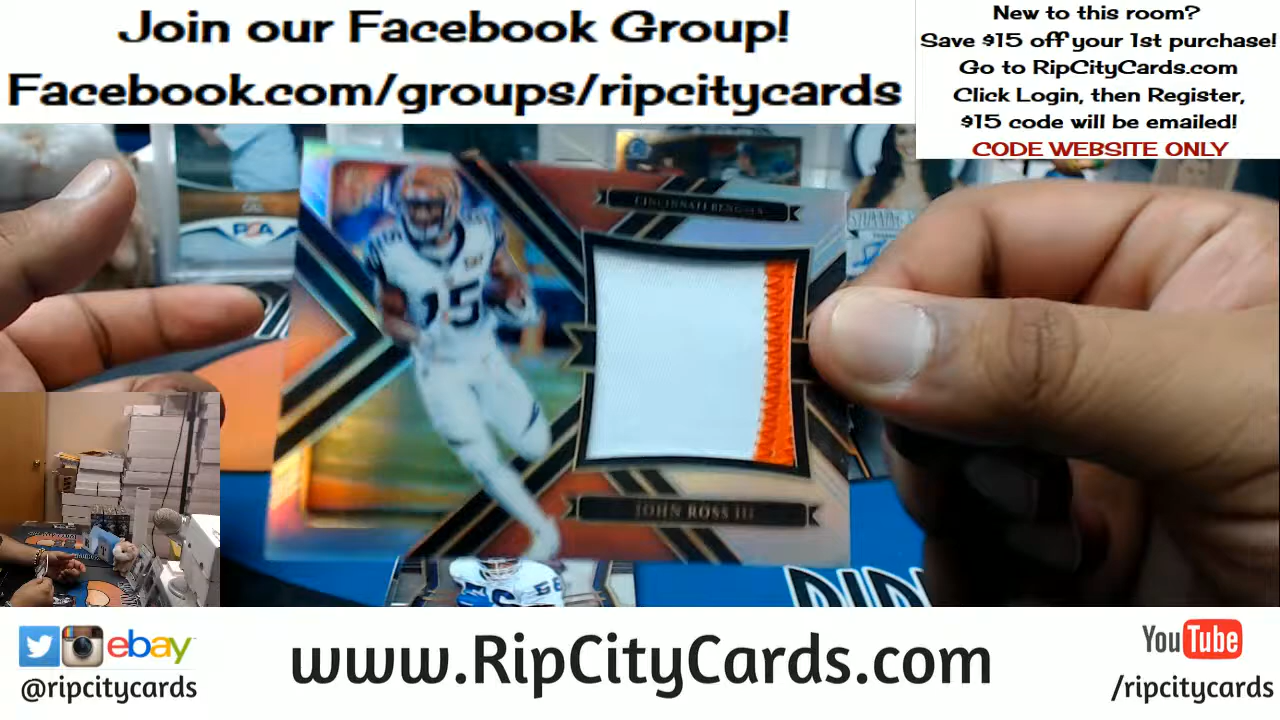 Join our Facebook Group!
Facebook.com/groups/ripcitycards
New to this room?
Save $15 off your 1st purchase!
Go to RipCityCards.com
Click Login, then Register,
$15 code will be emailed!
CODE WEBSITE ONLY
PSA
CINCINNATI BENGALS
15
15
JOHN ROSS III
ebay
@ripcitycards
www.RipCityCards.com
YouTube
/ripcitycards